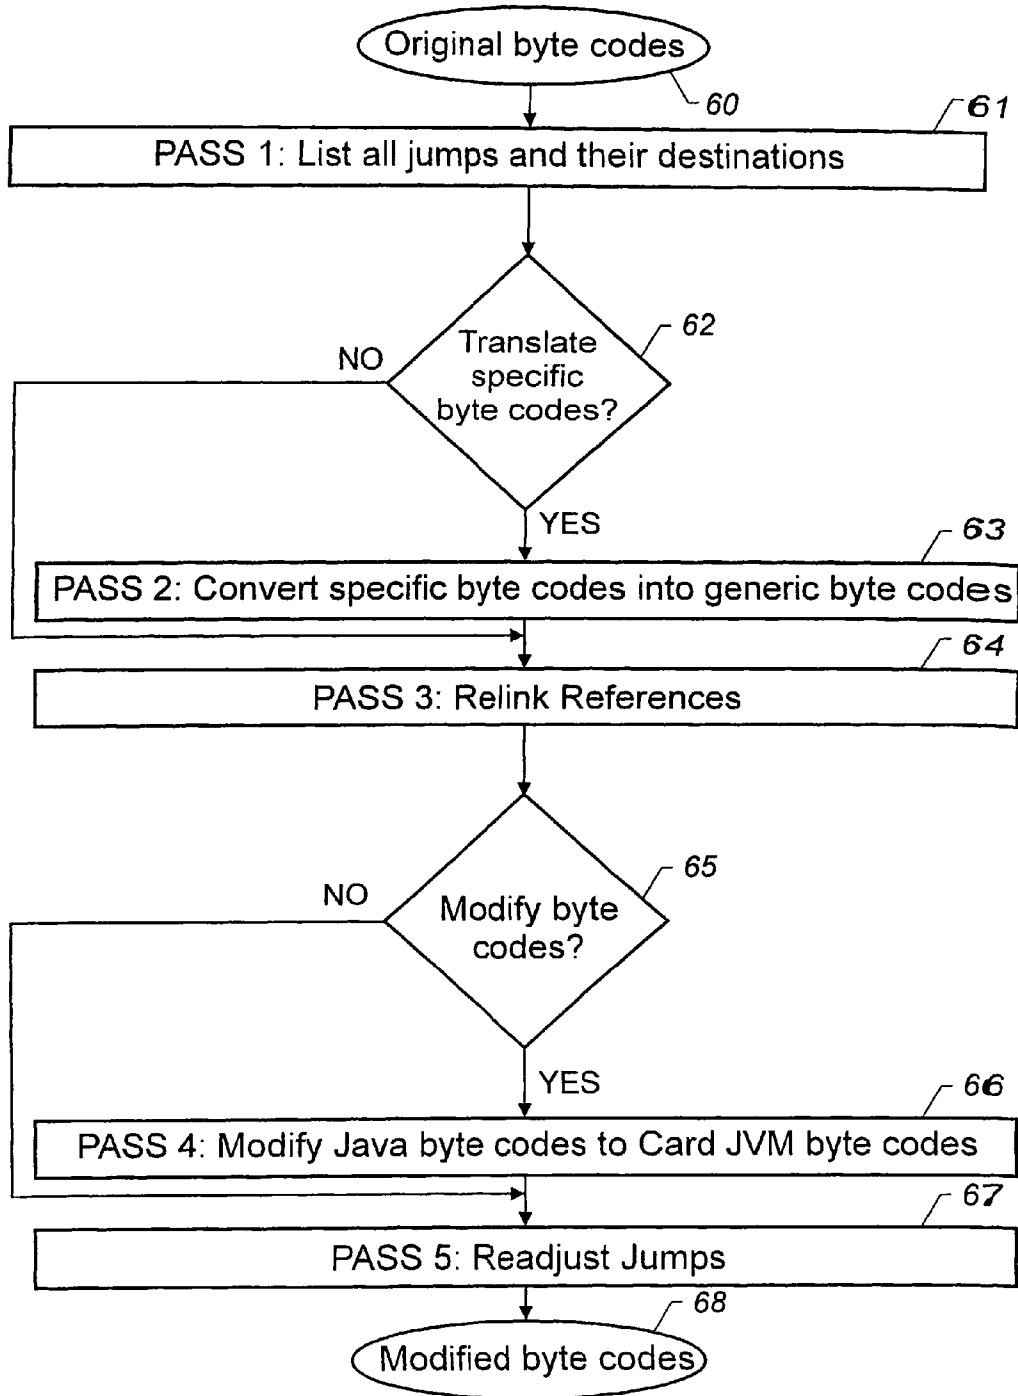 Original byte codes
60
61
PASS 1: List all jumps and their destinations
62
Translate
specific
byte codes?
NO
YES
63
PASS 2: Convert specific byte codes into generic byte codes
64
PASS 3: Relink References
65
NO
Modify byte
codes?
YES
66
PASS 4: Modify Java byte codes to Card JVM byte codes
67
PASS 5: Readjust Jumps
68
Modified byte codes